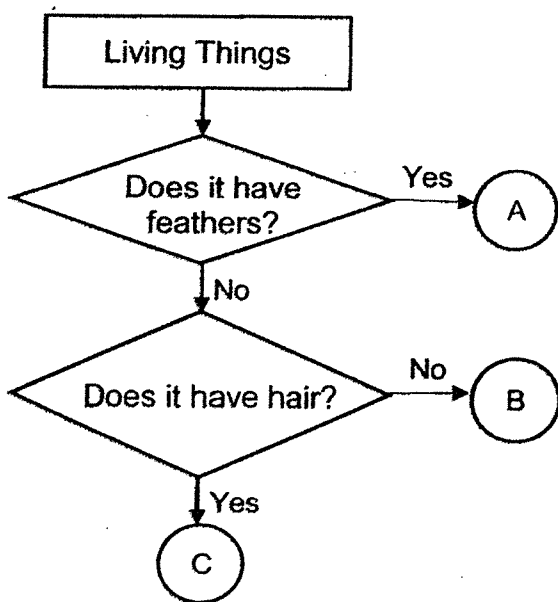 Living Things
Does it have
feathers?
Yes
A
No
Does it have hair?
No
B
Yes
C